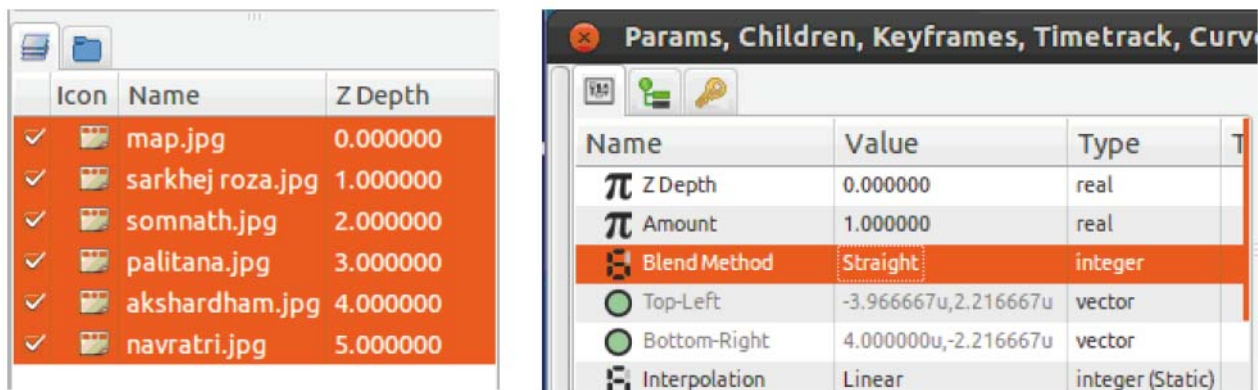 Icon Name Z Depth
map.jpg 0.000000
sarkhej roza.jpg 1.000000
somnath.jpg 2.000000
palitana.jpg 3.000000
akshardham.jpg 4.000000
navratri.jpg 5.000000
Params, Children, Keyframes, Timetrack, Curv
Name Value Type T
π Z Depth 0.000000 real
π Amount 1.000000 real
Blend Method Straight integer
Top-Left -3.966667u,2.216667u vector
Bottom-Right 4.000000u,-2.216667u vector
Interpolation Linear integer (Static)